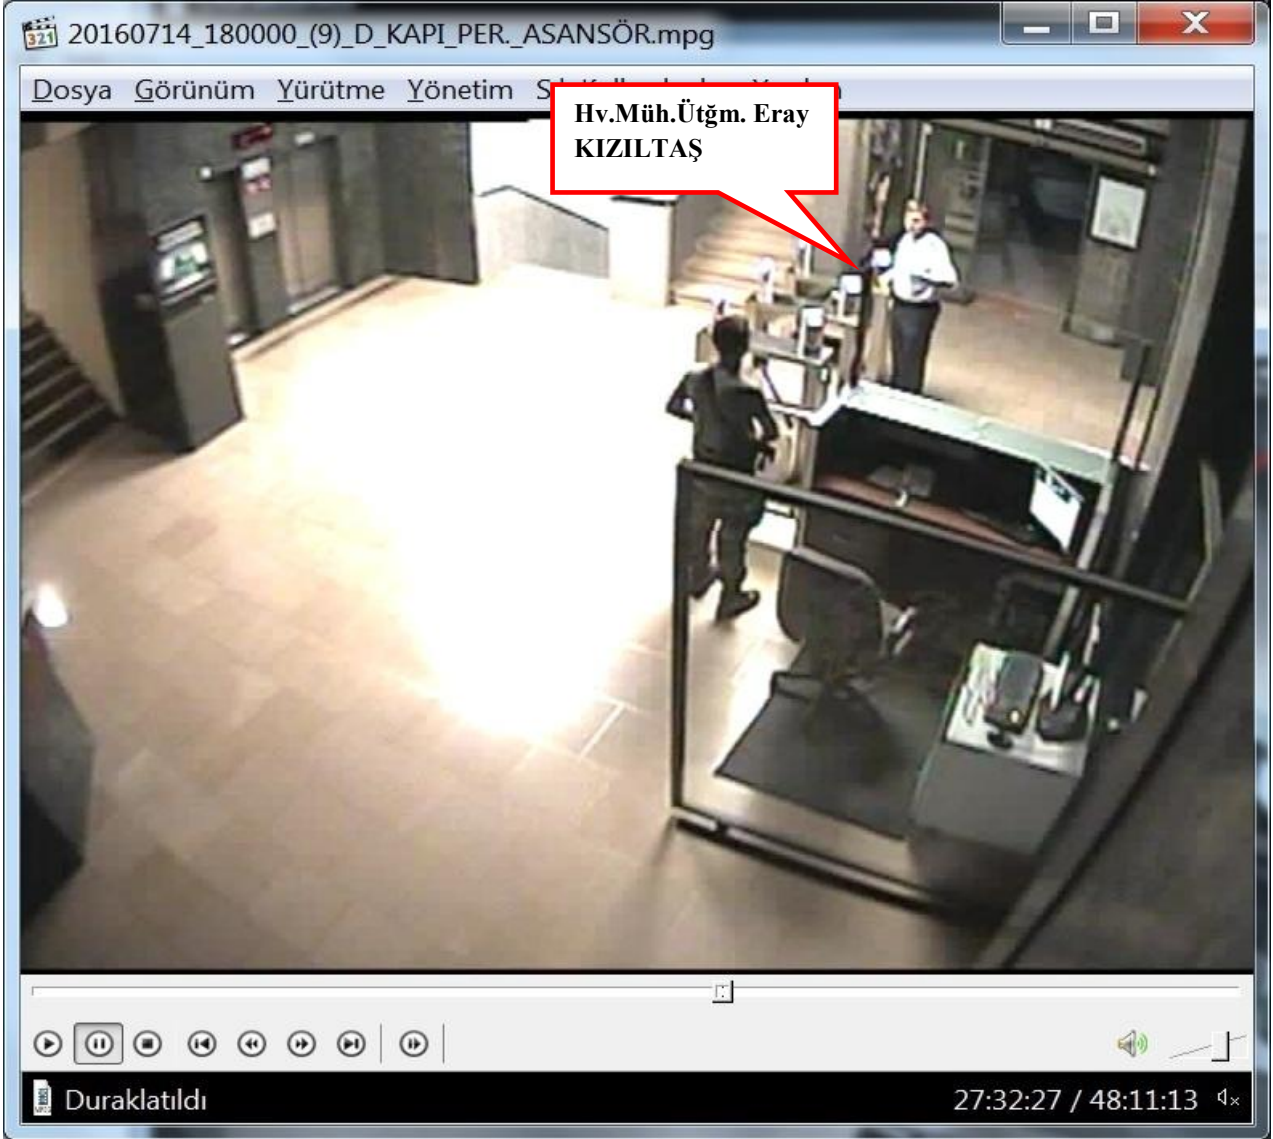 20160714_180000_(9)_D_KAPI_PER._ASANSÖR.mpg
Dosya Görünüm Yürütme Yönetim
Hv.Müh.Ütğm. Eray
KIZILTAŞ
Duraklatıldı
27:32:27 / 48:11:13